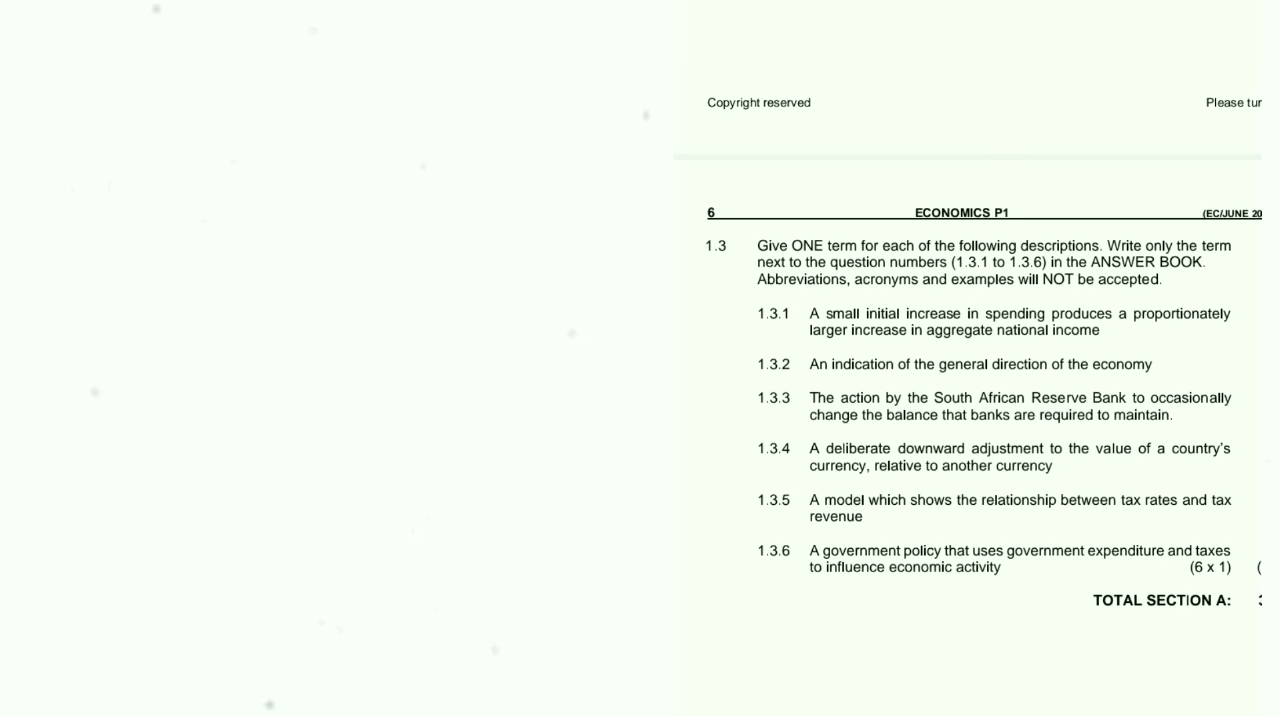 Copyright reserved
Please tur
6 ECONOMICS P1 (EC/JUNE 20
1.3 Give ONE term for each of the following descriptions. Write only the term
next to the question numbers (1.3.1 to 1.3.6) in the ANSWER BOOK.
Abbreviations, acronyms and examples will NOT be accepted.
1.3.1 A small initial increase in spending produces a proportionately
larger increase in aggregate national income
1.3.2 An indication of the general direction of the economy
1.3.3 The action by the South African Reserve Bank to occasionally
change the balance that banks are required to maintain.
1.3.4 A deliberate downward adjustment to the value of a country's
currency, relative to another currency
1.3.5 A model which shows the relationship between tax rates and tax
revenue
1.3.6 A government policy that uses government expenditure and taxes
to influence economic activity (6 x 1) (
TOTAL SECTION A: